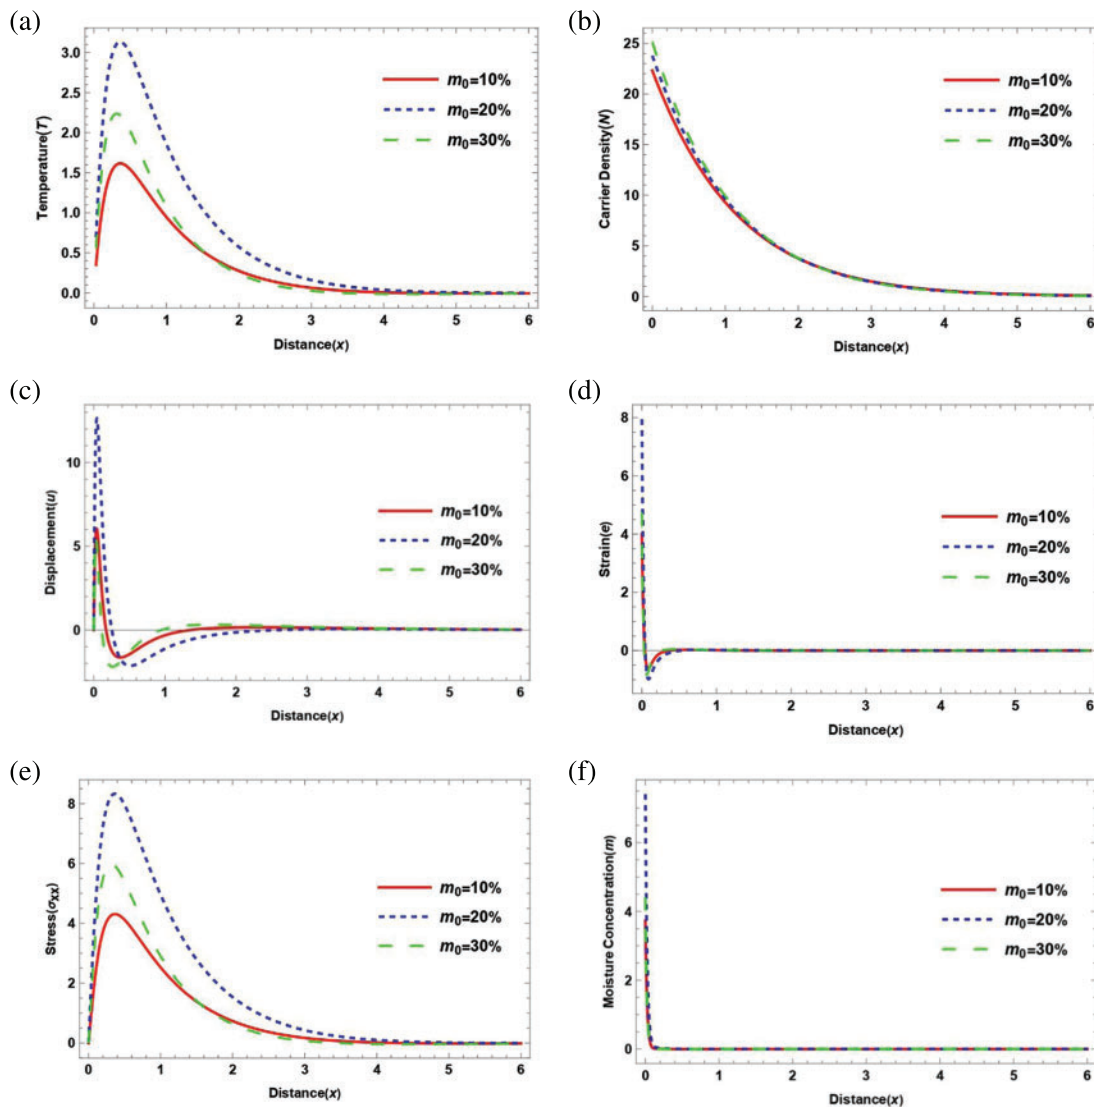 (a)
3.0
2.5
2.0
1.5
1.0
0.5
0.0
Temperature(T)
m0=10%
m0=20%
m0=30%
0 1 2 3 4 5 6
Distance(x)
(b)
25
20
15
10
5
0
Carrier Density(N)
m0=10%
m0=20%
m0=30%
0 1 2 3 4 5 6
Distance(x)
(c)
10
5
0
Displacement(u)
m0=10%
m0=20%
m0=30%
0 1 2 3 4 5 6
Distance(x)
(d)
8
6
4
2
0
Strain(e)
m0=10%
m0=20%
m0=30%
0 1 2 3 4 5 6
Distance(x)
(e)
8
6
4
2
0
Stress(σxx)
m0=10%
m0=20%
m0=30%
0 1 2 3 4 5 6
Distance(x)
(f)
6
4
2
0
Moisture Concentration(m)
m0=10%
m0=20%
m0=30%
0 1 2 3 4 5 6
Distance(x)